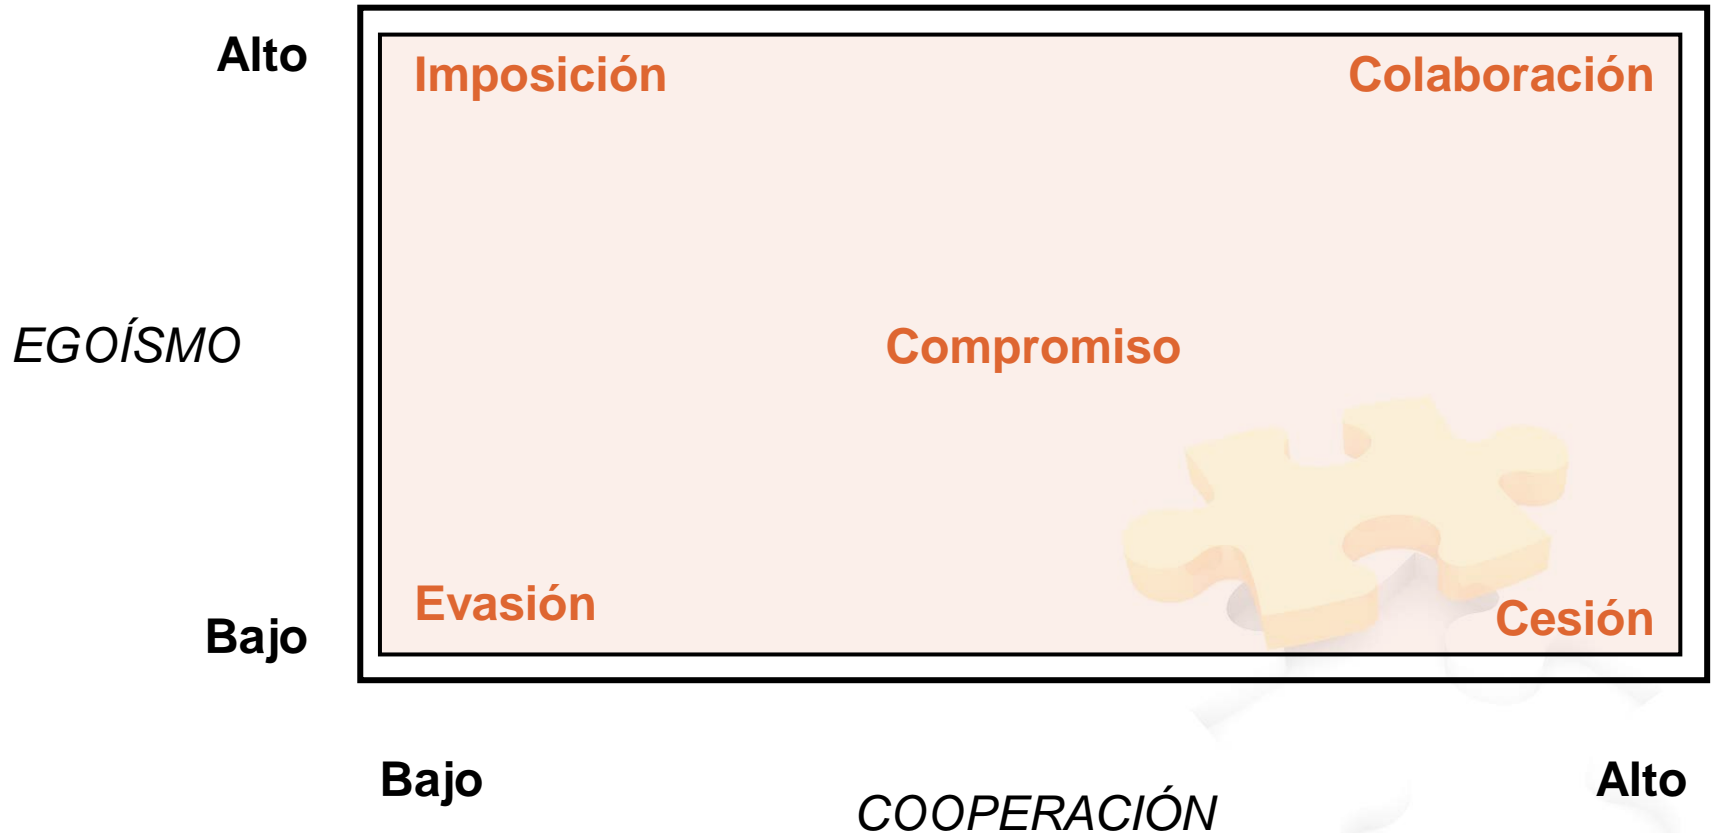 Alto
Imposición
Colaboración
EGOÍSMO
Compromiso
Evasión
Cesión
Bajo
Bajo
Alto
COOPERACIÓN